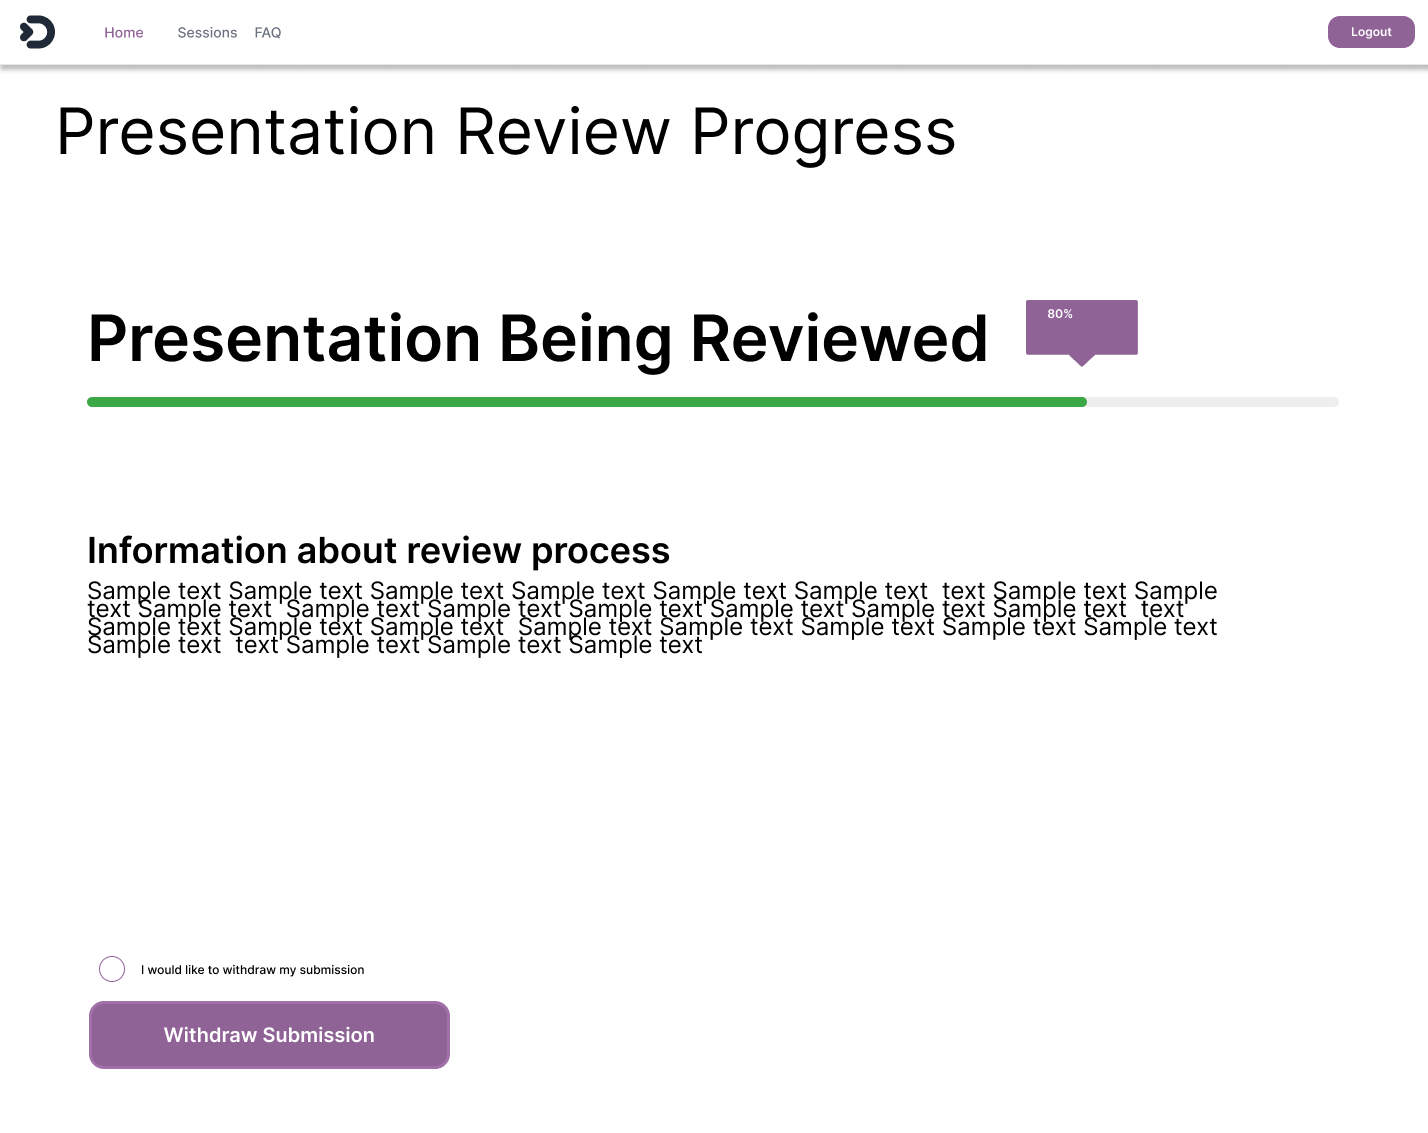 Home Sessions FAQ Logout
Presentation Review Progress
Presentation Being Reviewed
80%
Information about review process
Sample text Sample text Sample text Sample text Sample text Sample text  text Sample text Sample
text Sample text  Sample text Sample text Sample text Sample text Sample text Sample text  text
Sample text Sample text Sample text  Sample text Sample text Sample text Sample text Sample text
Sample text  text Sample text Sample text Sample text
I would like to withdraw my submission
Withdraw Submission